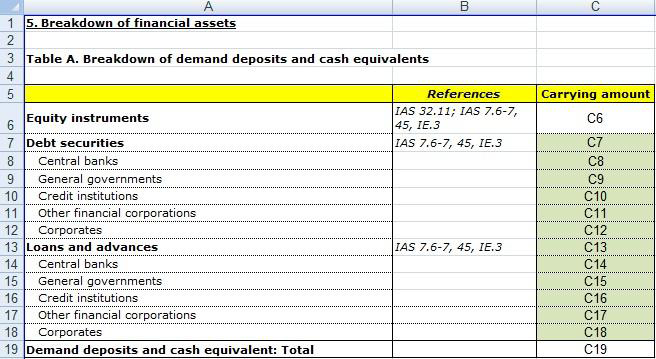 A B C
1 5. Breakdown of financial assets
2
3 Table A. Breakdown of demand deposits and cash equivalents
4
5 References Carrying amount
6 Equity instruments IAS 32.11; IAS 7.6-7, 45, IE.3 C6
7 Debt securities IAS 7.6-7, 45, IE.3 C7
8 Central banks C8
9 General governments C9
10 Credit institutions C10
11 Other financial corporations C11
12 Corporates C12
13 Loans and advances IAS 7.6-7, 45, IE.3 C13
14 Central banks C14
15 General governments C15
16 Credit institutions C16
17 Other financial corporations C17
18 Corporates C18
19 Demand deposits and cash equivalent: Total C19